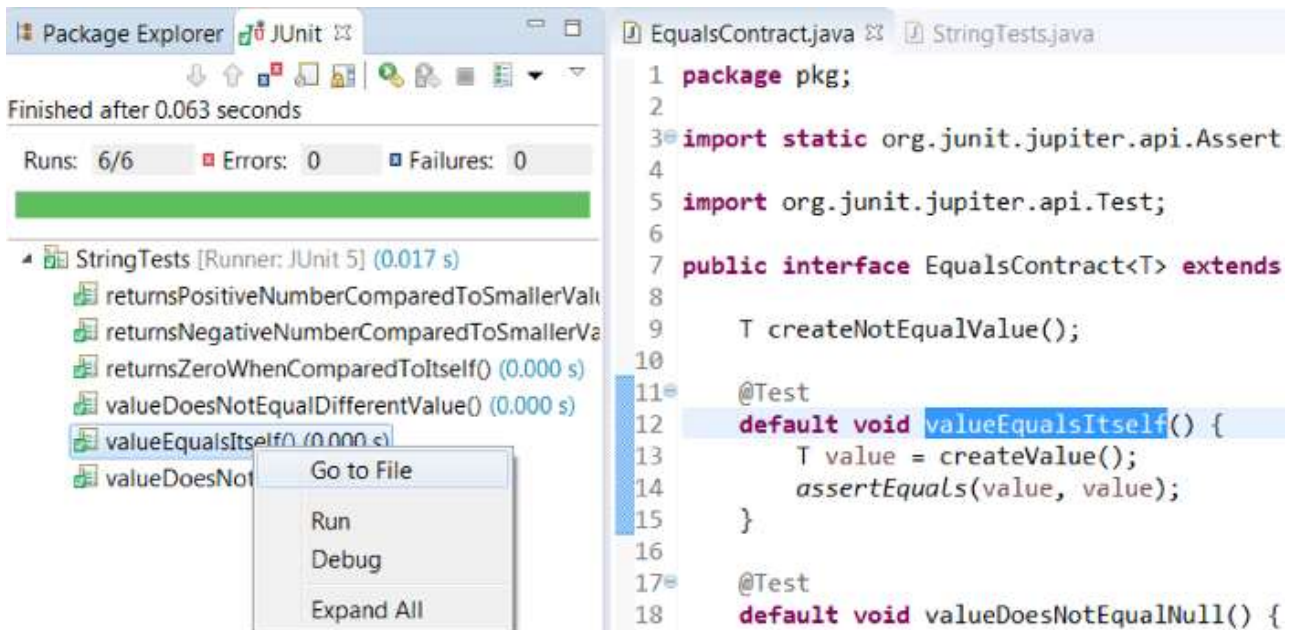 Package Explorer JUnit
Finished after 0.063 seconds
Runs: 6/6 Errors: 0 Failures: 0
StringTests [Runner: JUnit 5] (0.017 s)
returnsPositiveNumberComparedToSmallerValu
returnsNegativeNumberComparedToSmallerVa
returnsZeroWhenComparedToItself() (0.000 s)
valueDoesNotEqualDifferentValue() (0.000 s)
valueEqualsItself() (0.000 s)
valueDoesNot
Go to File
Run
Debug
Expand All
EqualsContract.java StringTests.java
1 package pkg;
2
3 import static org.junit.jupiter.api.Assert
4
5 import org.junit.jupiter.api.Test;
6
7 public interface EqualsContract<T> extends
8
9 T createNotEqualValue();
10
11 @Test
12 default void valueEqualsItself() {
13 T value = createValue();
14 assertEquals(value, value);
15 }
16
17 @Test
18 default void valueDoesNotEqualNull() {